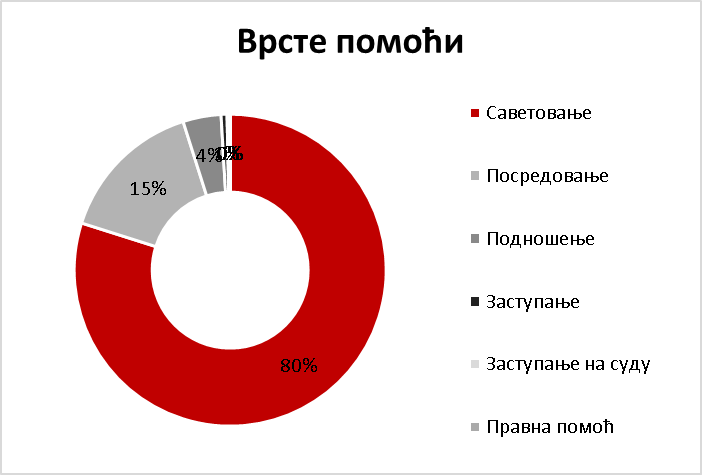 Врсте помоћи
Саветовање
15%
4%
Посредовање
Подношење
Заступање
80%
Заступање на суду
Правна помоћ